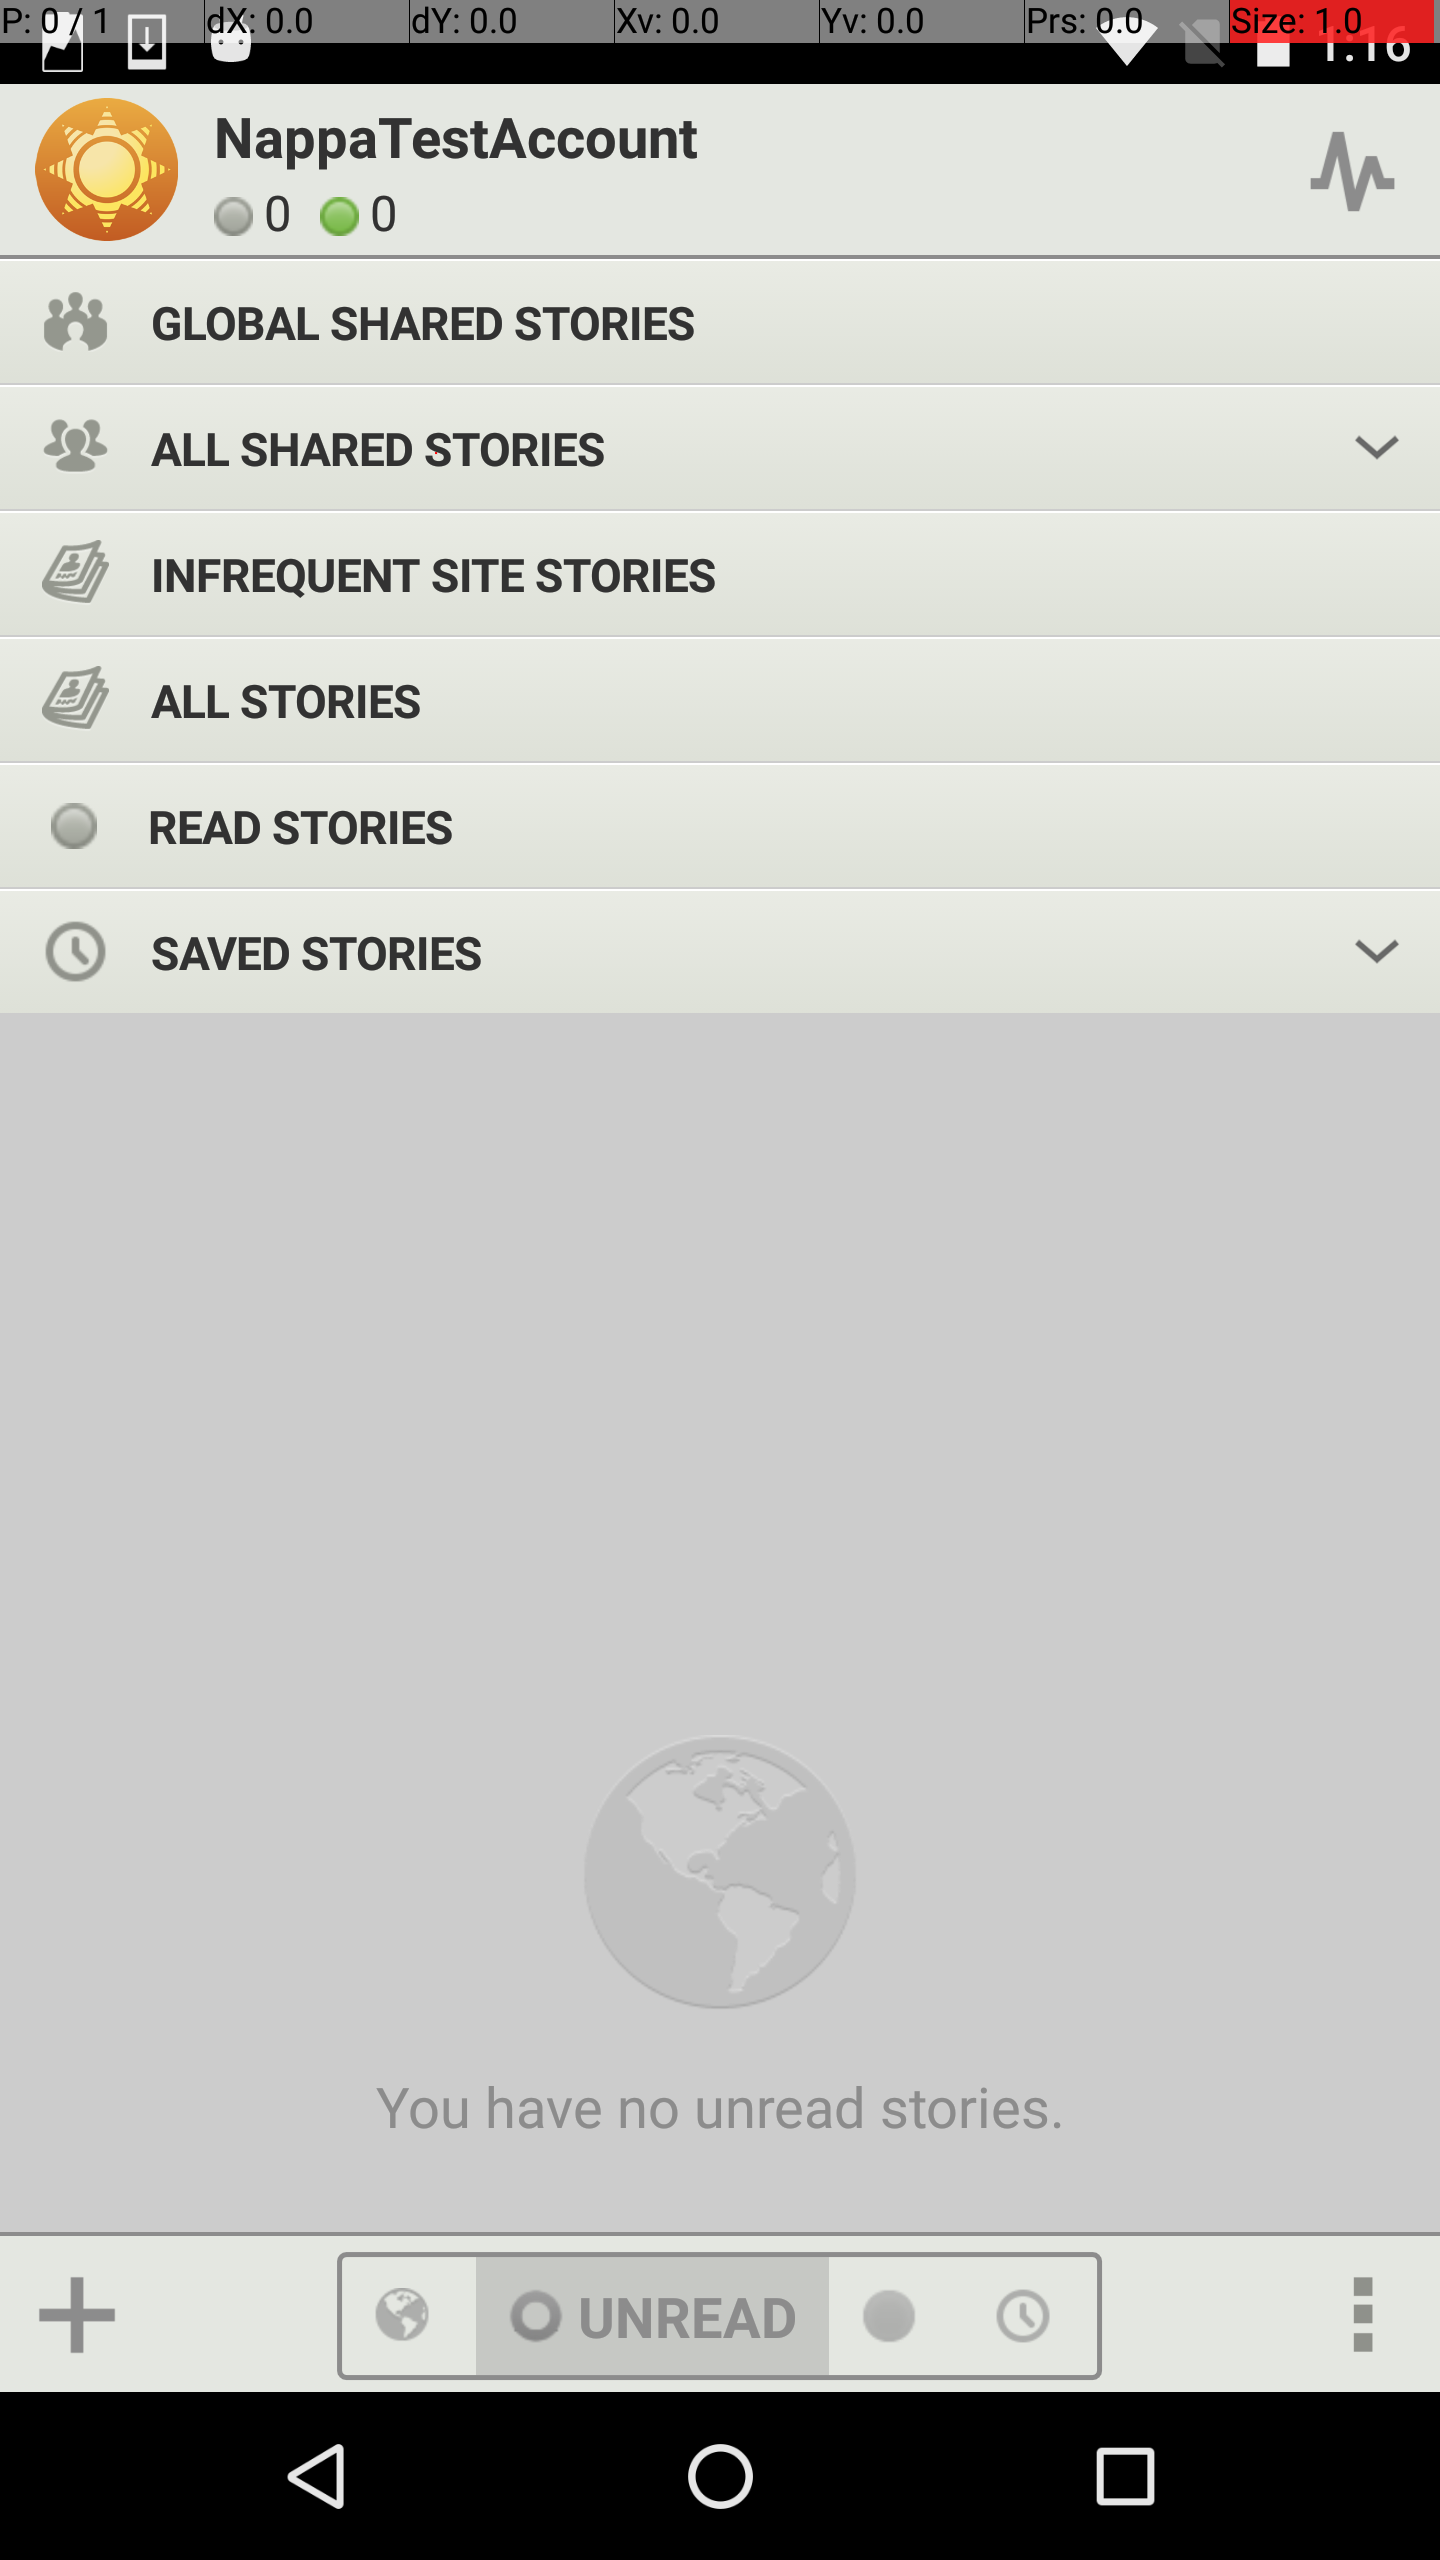 P: 0 / 1 dX: 0.0 dY: 0.0 Xv: 0.0 Yv: 0.0 Prs: 0.0 Size: 1.0
1:16
NappaTestAccount
0 0
GLOBAL SHARED STORIES
ALL SHARED STORIES
INFREQUENT SITE STORIES
ALL STORIES
READ STORIES
SAVED STORIES
You have no unread stories.
UNREAD